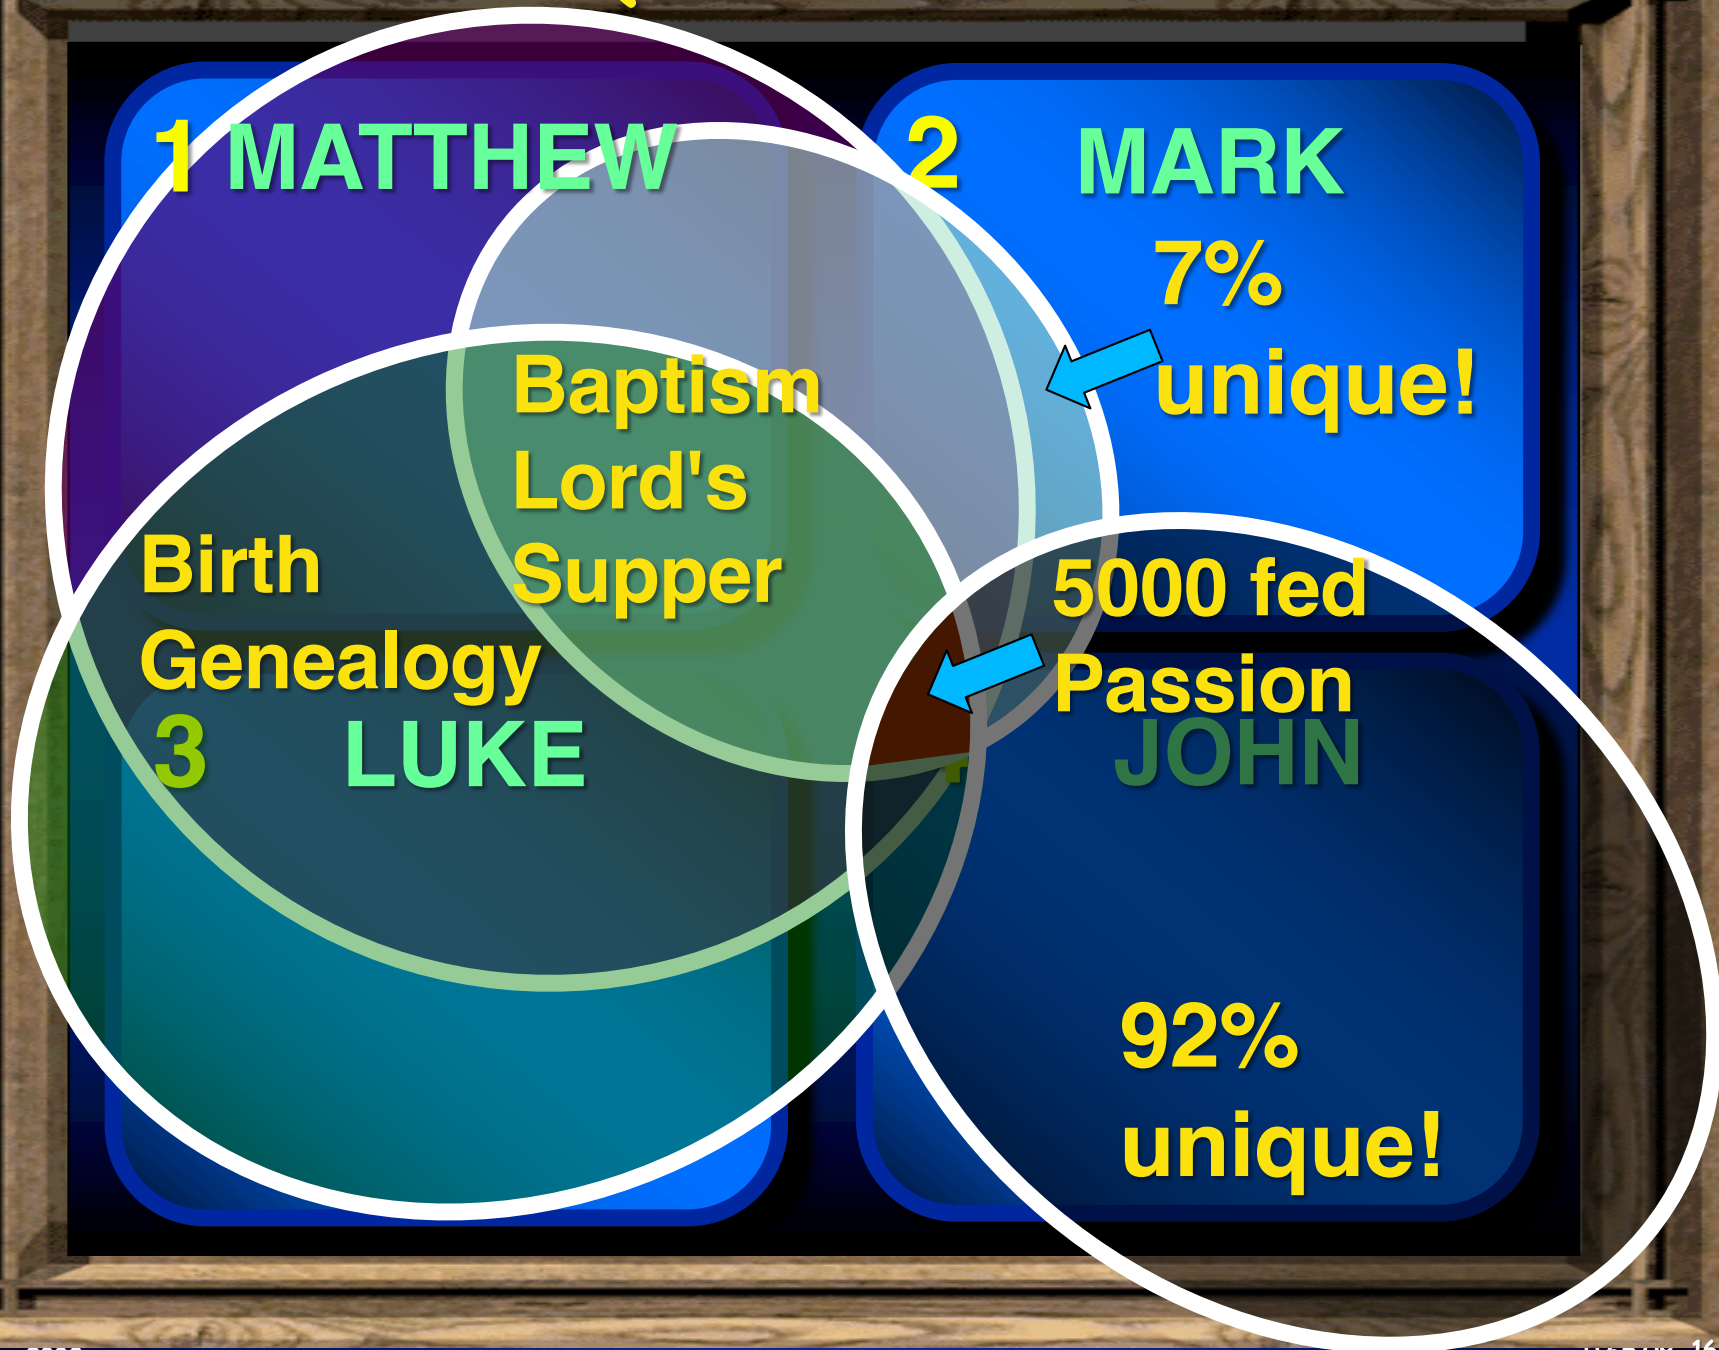 1 MATTHEW
2 MARK
7%
unique!
Baptism
Lord's
Supper
Birth
Genealogy
5000 fed
Passion
3 LUKE
JOHN
92%
unique!